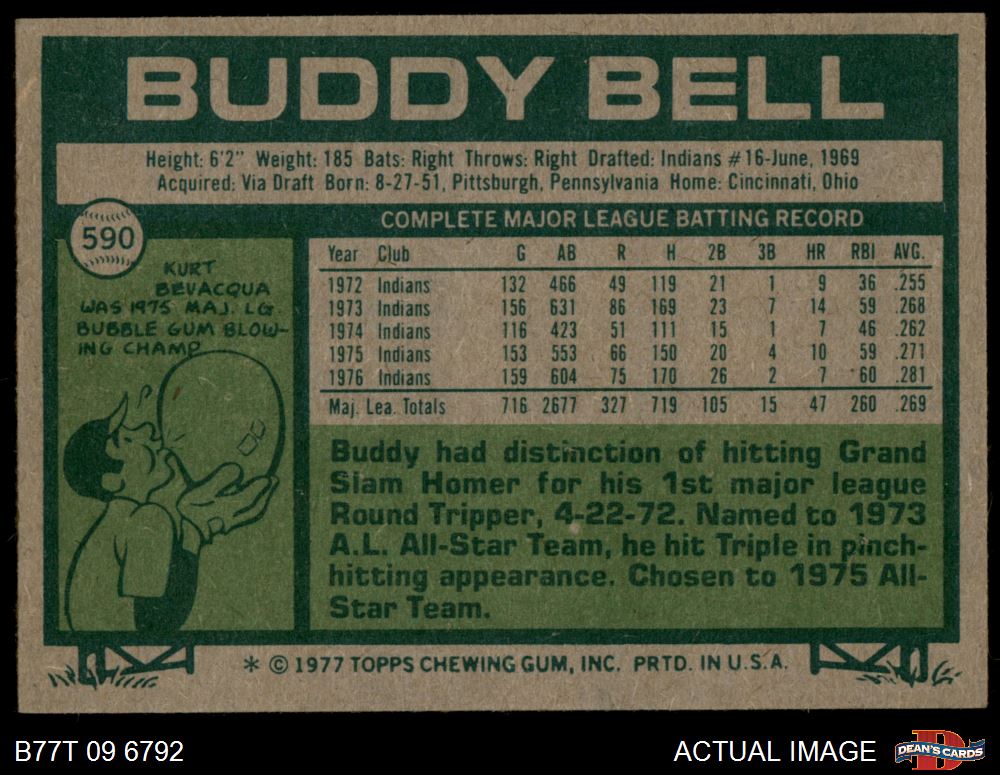 BUDDY BELL
Height: 6'2" Weight: 185 Bats: Right Throws: Right Drafted: Indians #16-June, 1969
Acquired: Via Draft Born: 8-27-51, Pittsburgh, Pennsylvania Home: Cincinnati, Ohio
590
KURT
BEVACQUA
WAS 1975 MAJ. LG
BUBBLE GUM BLOW-
ING CHAMP
COMPLETE MAJOR LEAGUE BATTING RECORD
Year Club G AB R H 2B 3B HR RBI AVG.
1972 Indians 132 466 49 119 21 1 9 36 .255
1973 Indians 156 631 86 169 23 7 14 59 .268
1974 Indians 116 423 51 111 15 1 7 46 .262
1975 Indians 153 553 66 150 20 4 10 59 .271
1976 Indians 159 604 75 170 26 2 7 60 .281
Maj. Lea. Totals 716 2677 327 719 105 15 47 260 .269
Buddy had distinction of hitting Grand
Slam Homer for his 1st major league
Round Tripper, 4-22-72. Named to 1973
A.L. All-Star Team, he hit Triple in pinch-
hitting appearance. Chosen to 1975 All-
Star Team.
* © 1977 TOPPS CHEWING GUM, INC. PRTD. IN U.S.A.
B77T 09 6792
ACTUAL IMAGE
D
DEAN'S CARDS